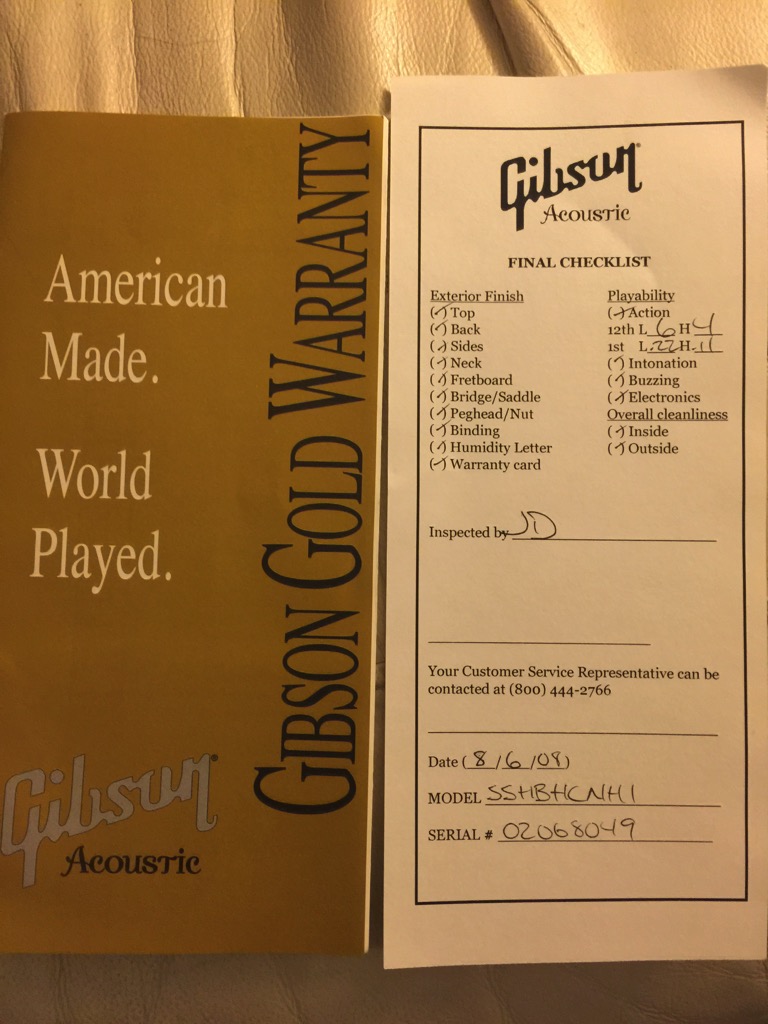 American
Made.
World
Played.
GIBSON GOLD WARRANTY
Gibson
Acoustic
Gibson
Acoustic
FINAL CHECKLIST
Exterior Finish
(✓) Top
(✓) Back
(✓) Sides
(✓) Neck
(✓) Fretboard
(✓) Bridge/Saddle
(✓) Peghead/Nut
(✓) Binding
(✓) Humidity Letter
(✓) Warranty card
Playability
(✓) Action
12th L 6 H 4
1st L .22 H .11
(✓) Intonation
(✓) Buzzing
(✓) Electronics
Overall cleanliness
(✓) Inside
(✓) Outside
Inspected by JD
Your Customer Service Representative can be
contacted at (800) 444-2766
Date ( 8 / 6 / 08 )
MODEL SSHBHCNH1
SERIAL # 02068049